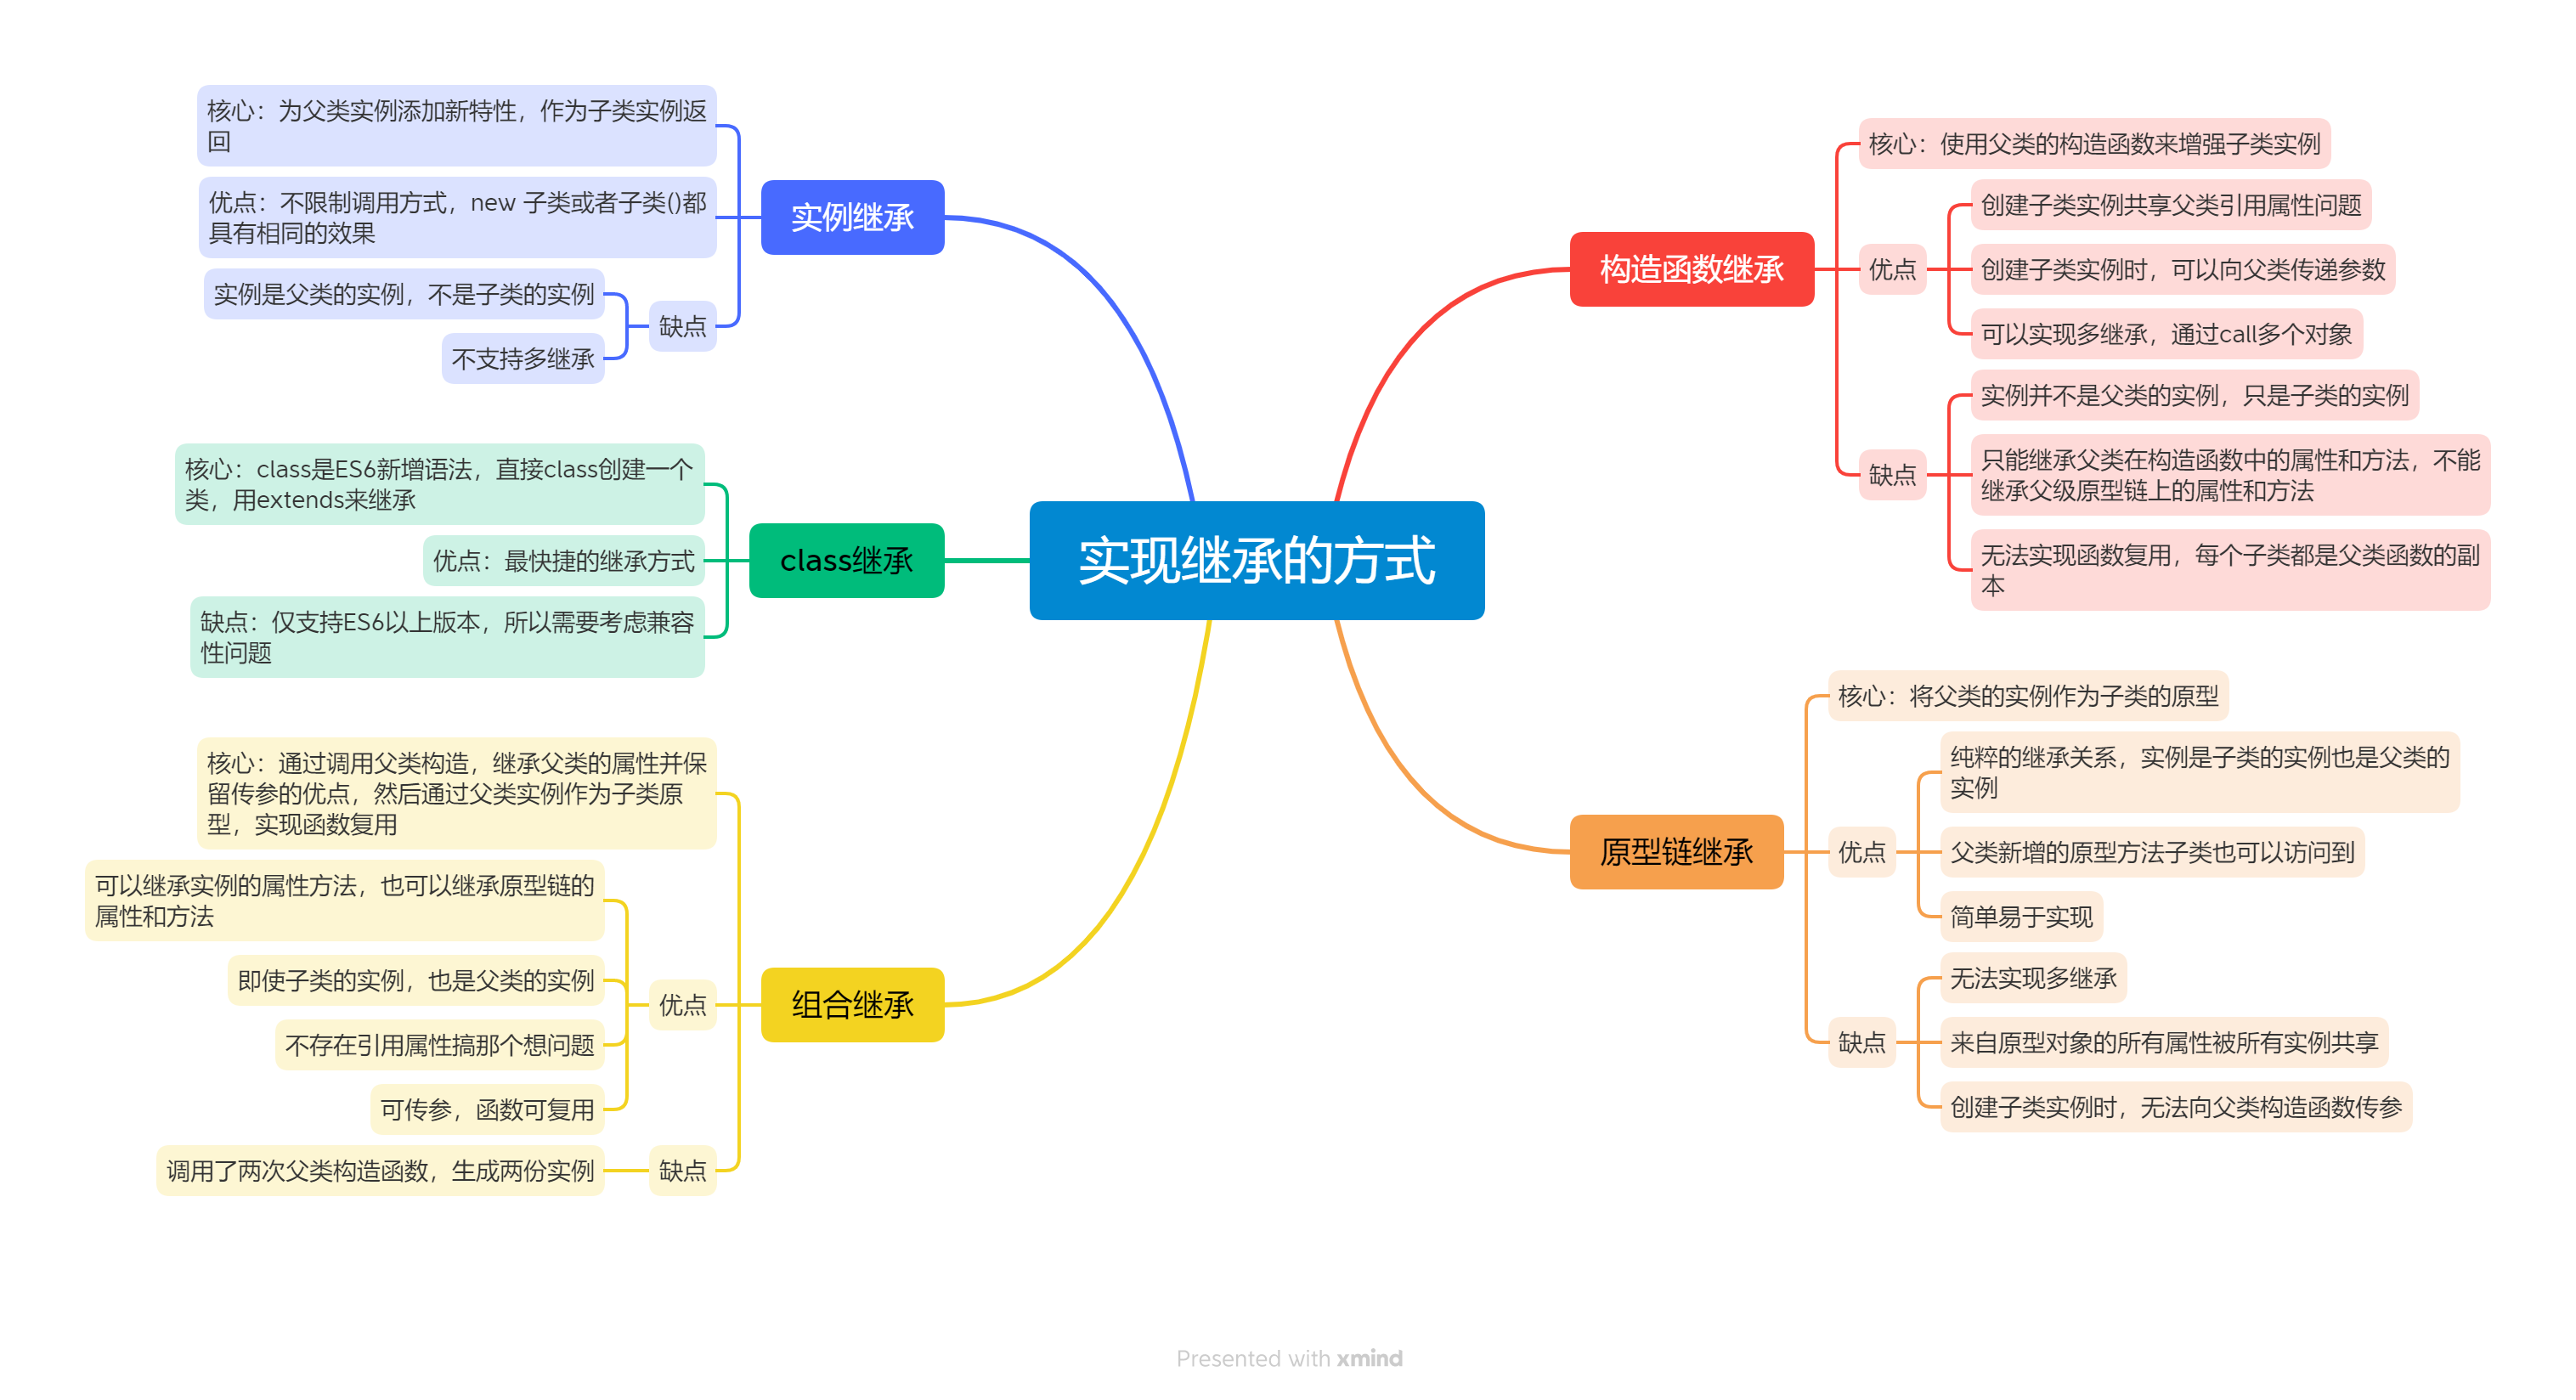 实现继承的方式
构造函数继承
核心：使用父类的构造函数来增强子类实例
优点
创建子类实例共享父类引用属性问题
创建子类实例时，可以向父类传递参数
可以实现多继承，通过call多个对象
缺点
实例并不是父类的实例，只是子类的实例
只能继承父类在构造函数中的属性和方法，不能
继承父级原型链上的属性和方法
无法实现函数复用，每个子类都是父类函数的副
本
原型链继承
核心：将父类的实例作为子类的原型
优点
纯粹的继承关系，实例是子类的实例也是父类的
实例
父类新增的原型方法子类也可以访问到
简单易于实现
缺点
无法实现多继承
来自原型对象的所有属性被所有实例共享
创建子类实例时，无法向父类构造函数传参
实例继承
核心：为父类实例添加新特性，作为子类实例返
回
优点：不限制调用方式，new 子类或者子类()都
具有相同的效果
缺点
实例是父类的实例，不是子类的实例
不支持多继承
class继承
核心：class是ES6新增语法，直接class创建一个
类，用extends来继承
优点：最快捷的继承方式
缺点：仅支持ES6以上版本，所以需要考虑兼容
性问题
组合继承
核心：通过调用父类构造，继承父类的属性并保
留传参的优点，然后通过父类实例作为子类原
型，实现函数复用
优点
可以继承实例的属性方法，也可以继承原型链的
属性和方法
即使子类的实例，也是父类的实例
不存在引用属性搞那个想问题
可传参，函数可复用
缺点
调用了两次父类构造函数，生成两份实例
Presented with xmind